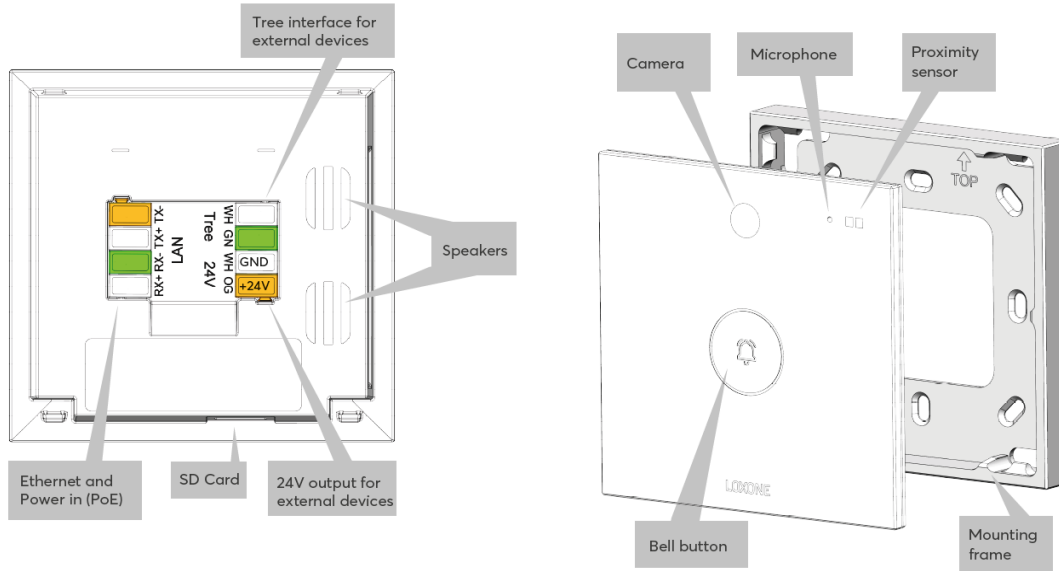 Tree interface for
external devices
TX-
TX+
RX-
RX+
LAN
Tree
24V
WH
GN
WH
OG
GND
+24V
Speakers
Ethernet and
Power in (PoE)
SD Card
24V output for
external devices
Camera
Microphone
Proximity
sensor
TOP
LOXONE
Bell button
Mounting
frame